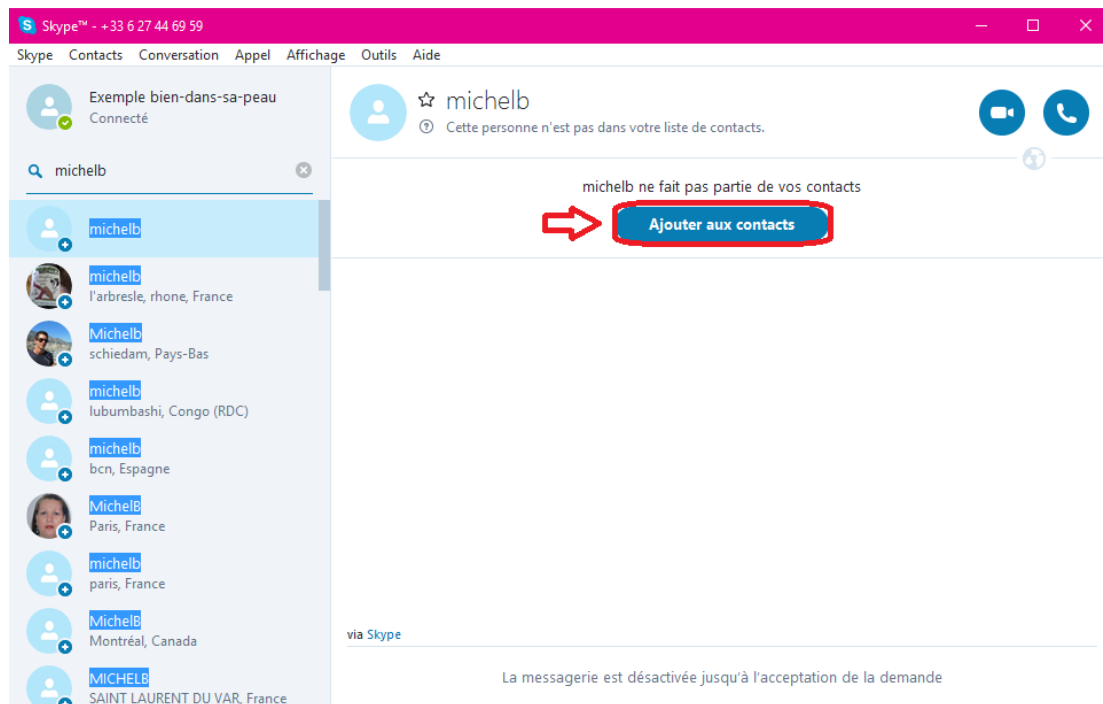 Skype™ - +33 6 27 44 69 59
Skype Contacts Conversation Appel Affichage Outils Aide
Exemple bien-dans-sa-peau
Connecté
michelb
michelb
michelb
l'arbresle, rhone, France
Michelb
schiedam, Pays-Bas
michelb
lubumbashi, Congo (RDC)
michelb
bcn, Espagne
MichelB
Paris, France
michelb
paris, France
MichelB
Montréal, Canada
MICHELB
SAINT LAURENT DU VAR, France
michelb
Cette personne n'est pas dans votre liste de contacts.
michelb ne fait pas partie de vos contacts
Ajouter aux contacts
via Skype
La messagerie est désactivée jusqu'à l'acceptation de la demande